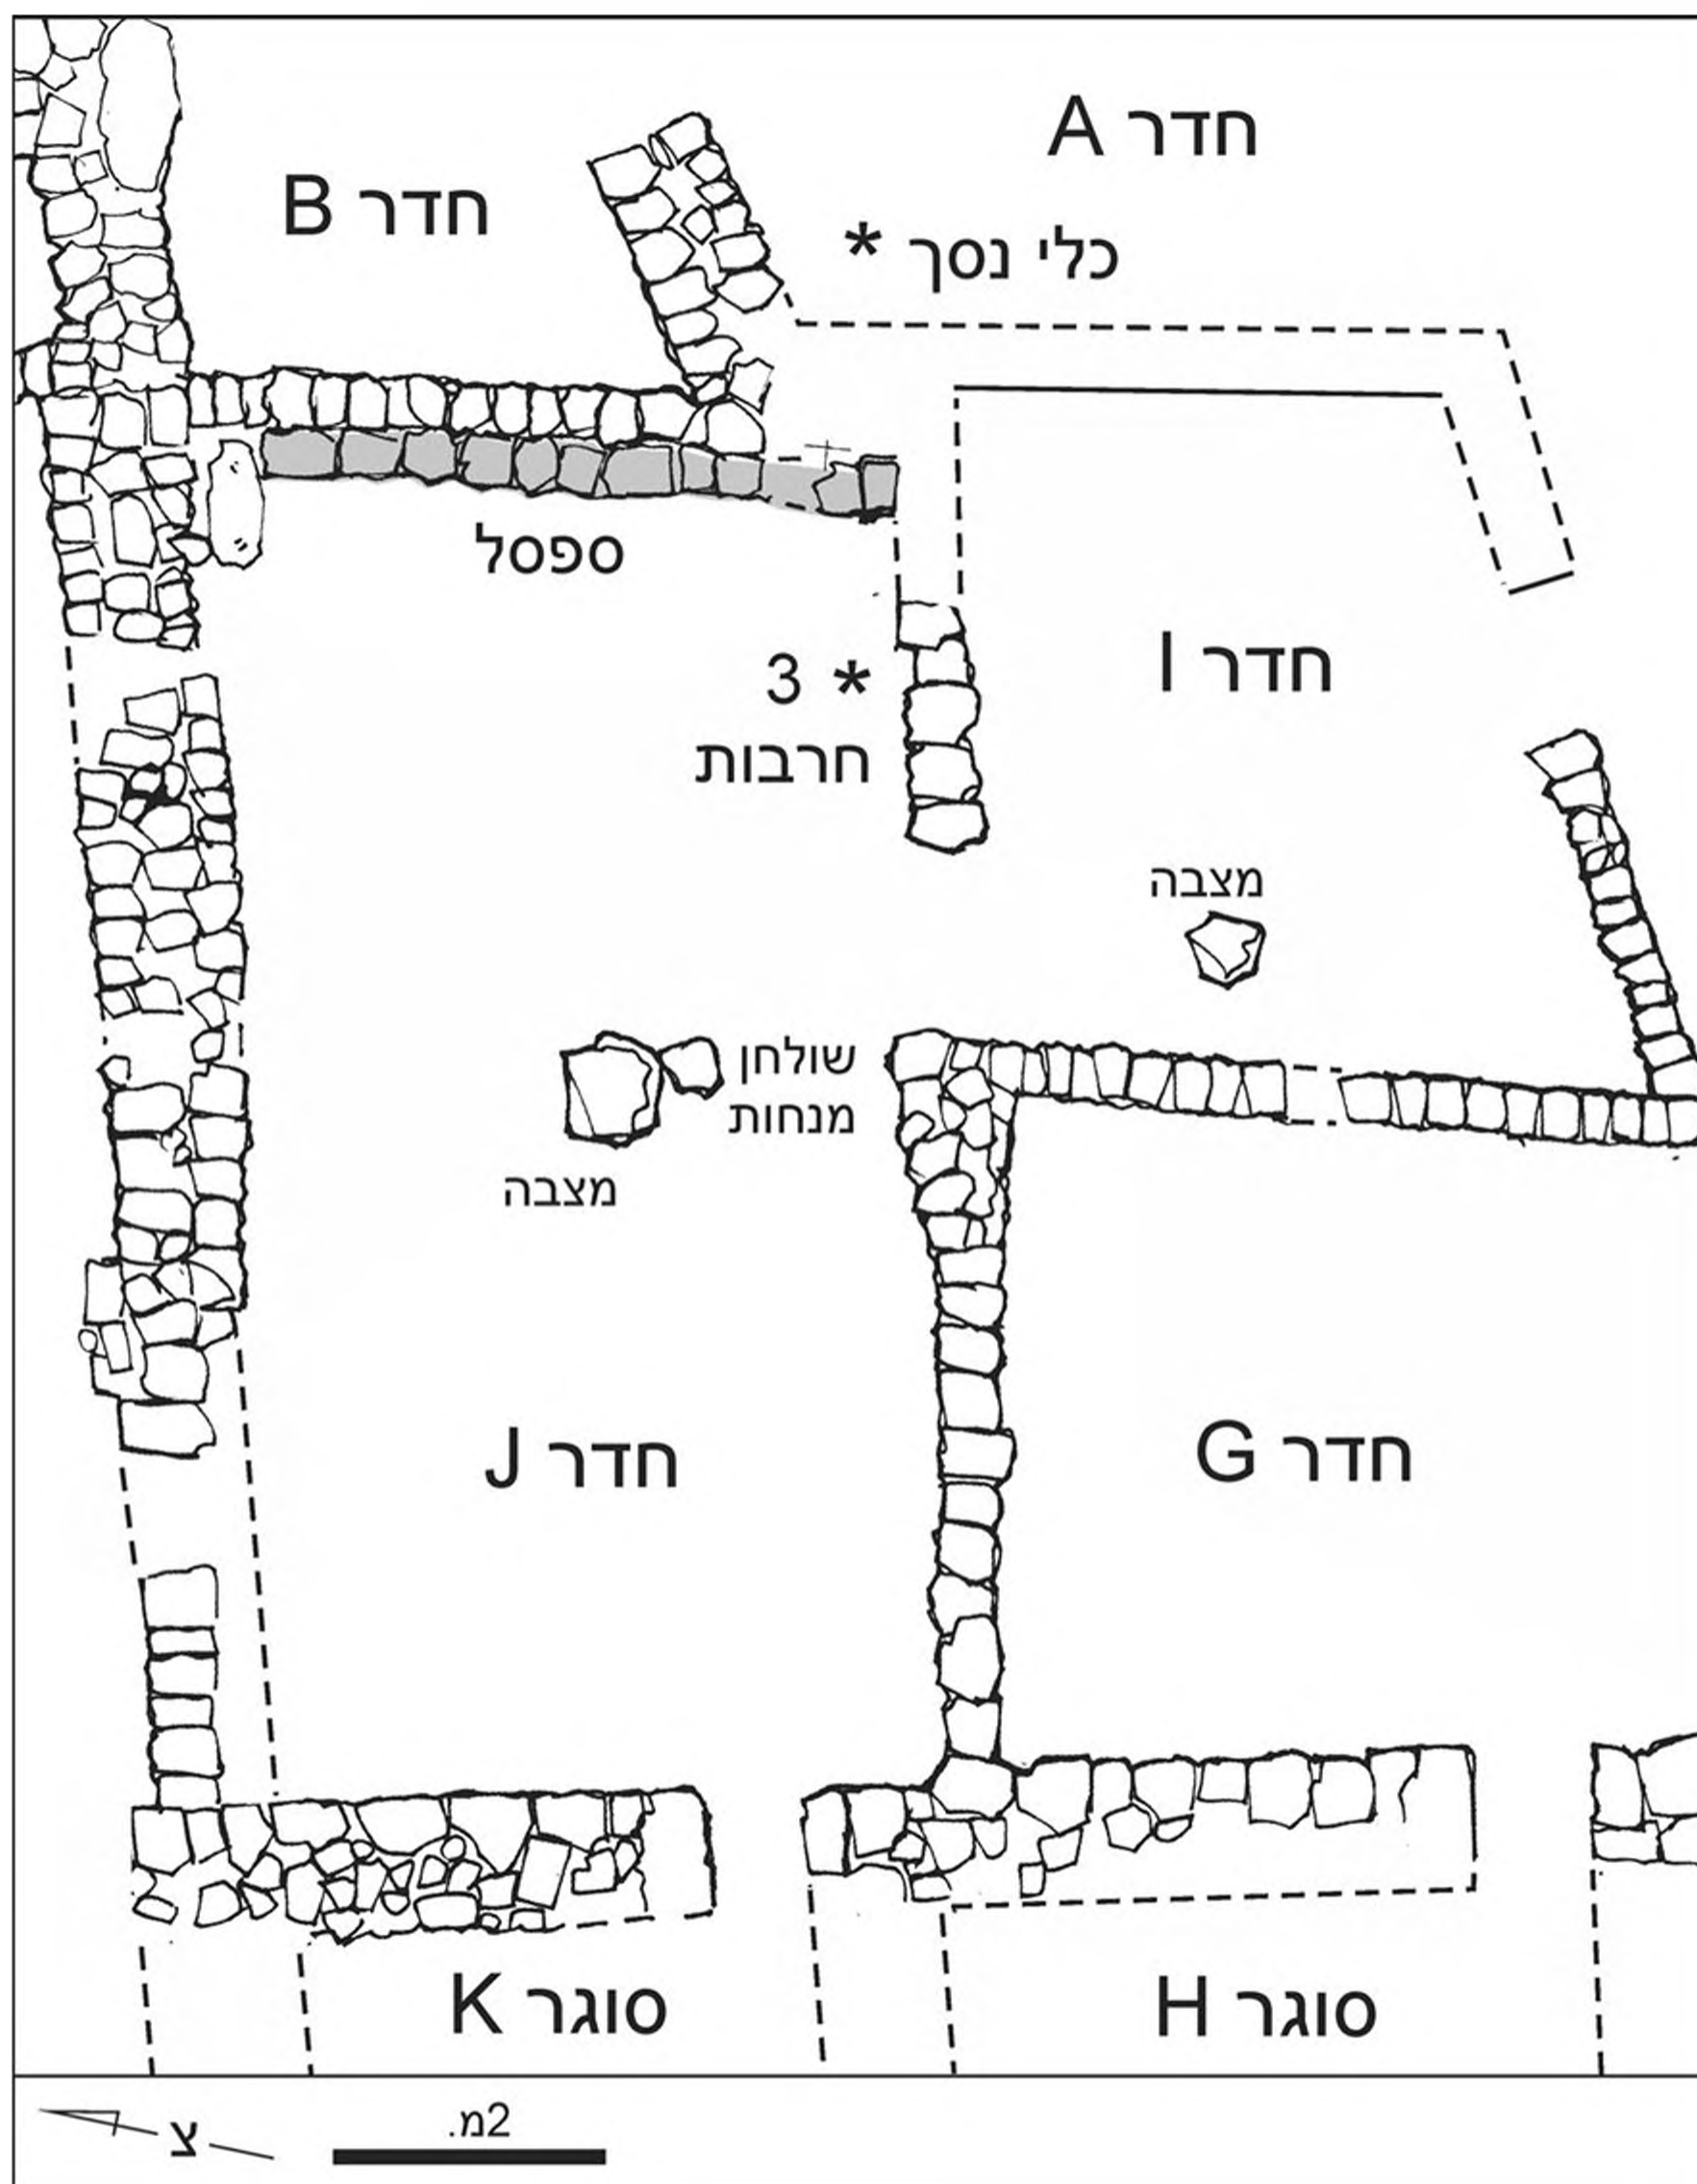 חדר A
חדר B
* כלי נסך
ספסל
* 3
חרבות
חדר I
מצבה
שולחן
מנחות
מצבה
חדר J
חדר G
סוגר K
סוגר H
צ
2מ.